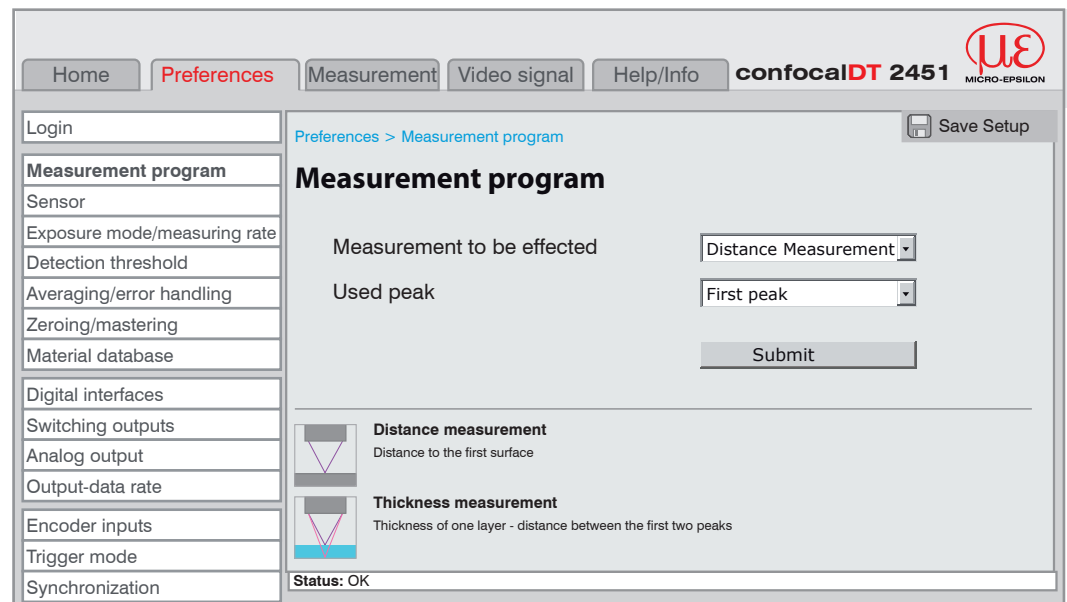 Home
Preferences
Measurement
Video signal
Help/Info
confocalDT 2451
με
MICRO-EPSILON
Login
Measurement program
Sensor
Exposure mode/measuring rate
Detection threshold
Averaging/error handling
Zeroing/mastering
Material database
Digital interfaces
Switching outputs
Analog output
Output-data rate
Encoder inputs
Trigger mode
Synchronization
Preferences > Measurement program
Save Setup
Measurement program
Measurement to be effected
Distance Measurement
Used peak
First peak
Submit
Distance measurement
Distance to the first surface
Thickness measurement
Thickness of one layer - distance between the first two peaks
Status: OK